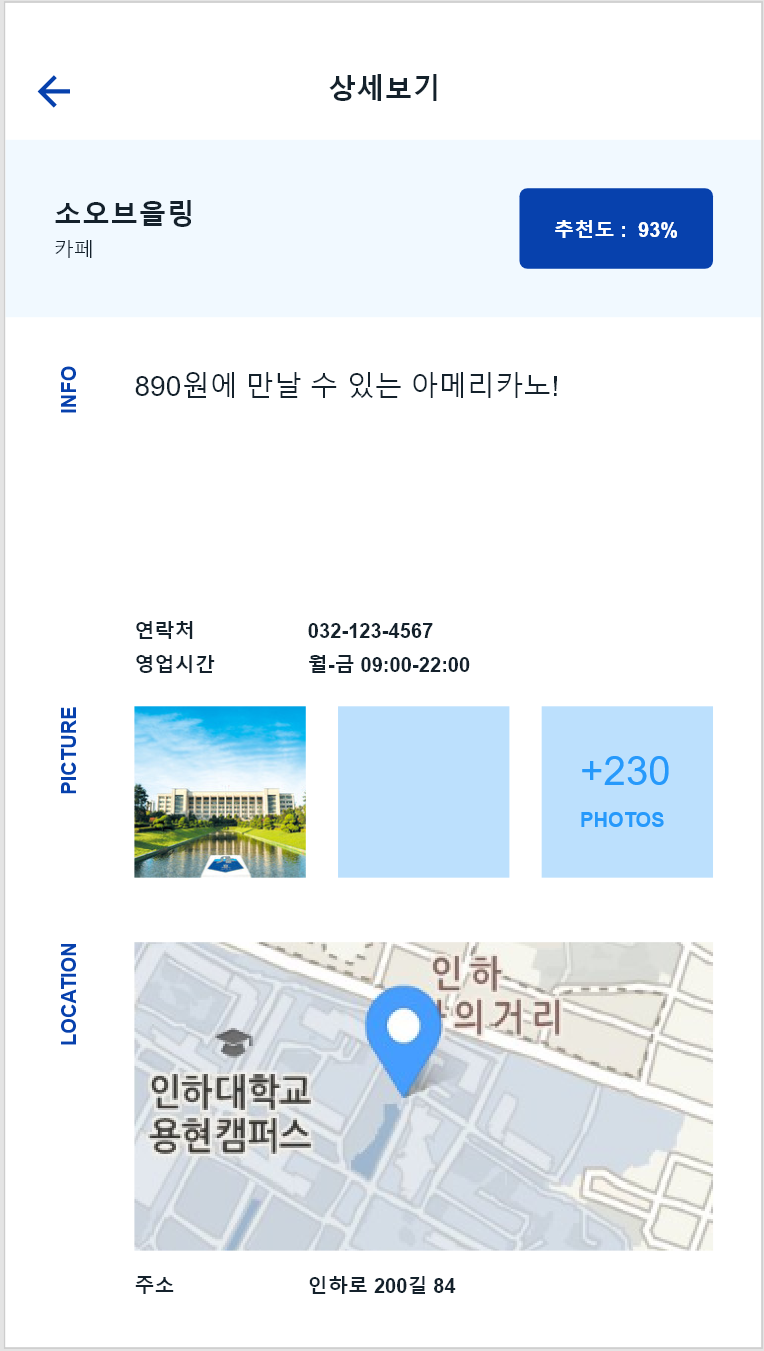 상세보기
소오브을링
카페
추천도 : 93%
INFO
890원에 만날 수 있는 아메리카노!
연락처 032-123-4567
영업시간 월-금 09:00-22:00
PICTURE
+230
PHOTOS
LOCATION
인하
의거리
인하대학교
용현캠퍼스
주소 인하로 200길 84